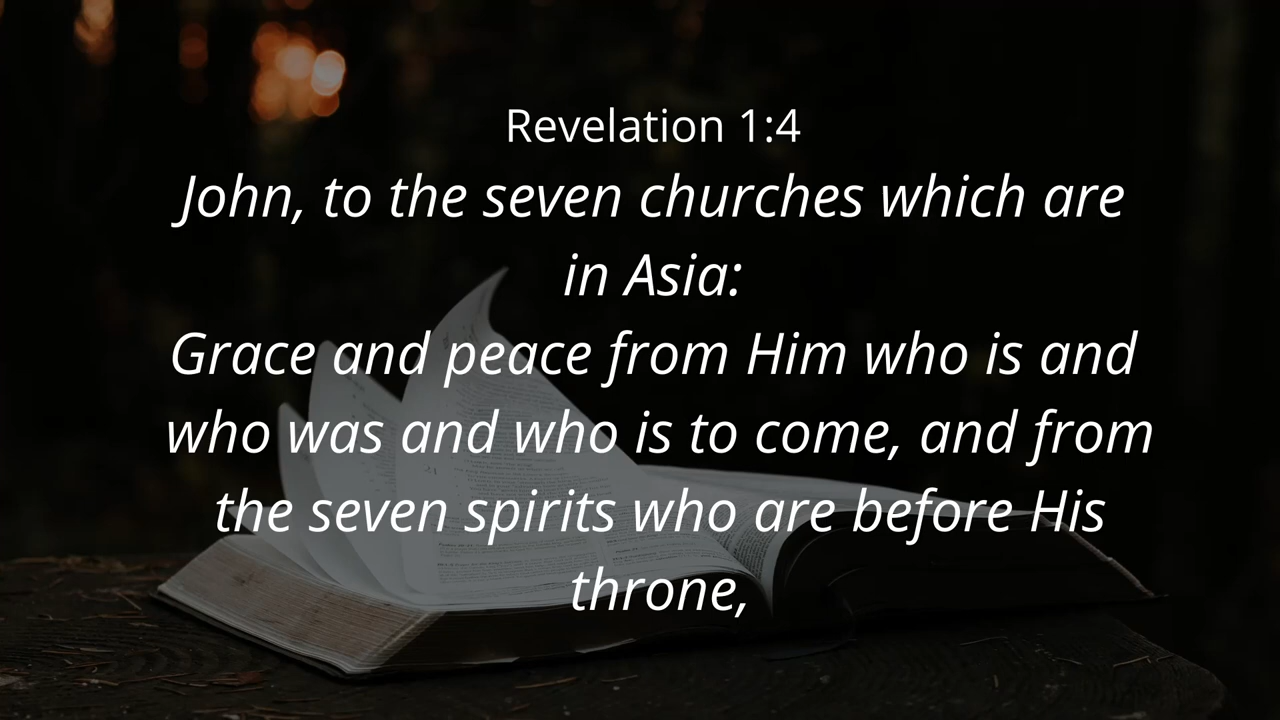 Revelation 1:4
John, to the seven churches which are
in Asia:
Grace and peace from Him who is and
who was and who is to come, and from
the seven spirits who are before His
throne,